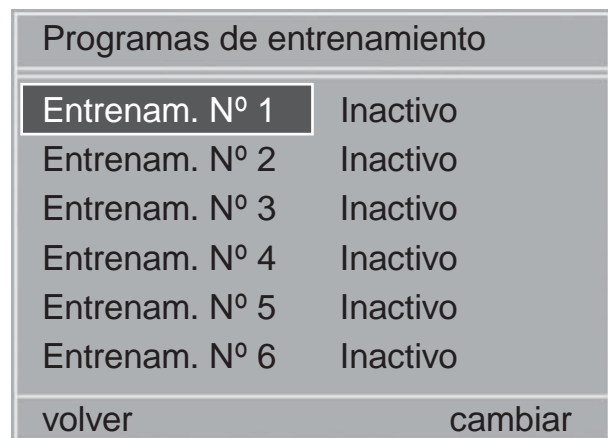 Programas de entrenamiento
Entrenam. Nº 1 Inactivo
Entrenam. Nº 2 Inactivo
Entrenam. Nº 3 Inactivo
Entrenam. Nº 4 Inactivo
Entrenam. Nº 5 Inactivo
Entrenam. Nº 6 Inactivo
volver cambiar